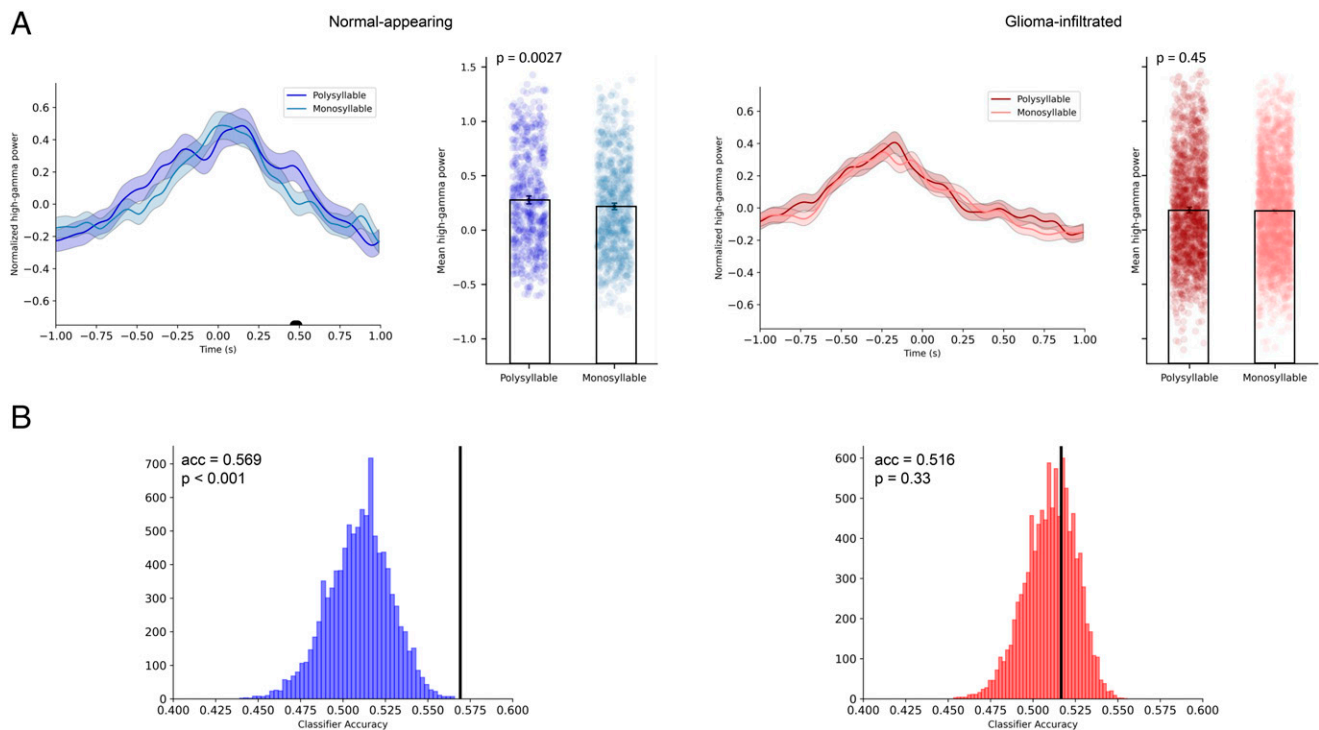 A
Normal-appearing
Glioma-infiltrated
Normalized high-gamma power
0.6
0.4
0.2
0.0
−0.2
−0.4
−0.6
Polysyllable
Monosyllable
−1.00 −0.75 −0.50 −0.25 0.00 0.25 0.50 0.75 1.00
Time (s)
p = 0.0027
Mean high-gamma power
1.5
1.0
0.5
0.0
−0.5
−1.0
Polysyllable Monosyllable
Normalized high-gamma power
0.6
0.4
0.2
0.0
−0.2
−0.4
−0.6
Polysyllable
Monosyllable
−1.00 −0.75 −0.50 −0.25 0.00 0.25 0.50 0.75 1.00
Time (s)
p = 0.45
Mean high-gamma power
Polysyllable Monosyllable
B
acc = 0.569
p < 0.001
700
600
500
400
300
200
100
0
0.400 0.425 0.450 0.475 0.500 0.525 0.550 0.575 0.600
Classifier Accuracy
acc = 0.516
p = 0.33
600
500
400
300
200
100
0
0.400 0.425 0.450 0.475 0.500 0.525 0.550 0.575 0.600
Classifier Accuracy